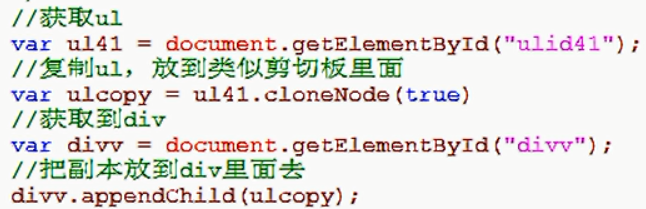 //获取ul
var ul41 = document.getElementById("ulid41");
//复制ul，放到类似剪切板里面
var ulcopy = ul41.cloneNode(true)
//获取到div
var divv = document.getElementById("divv");
//把副本放到div里面去
divv.appendChild(ulcopy);